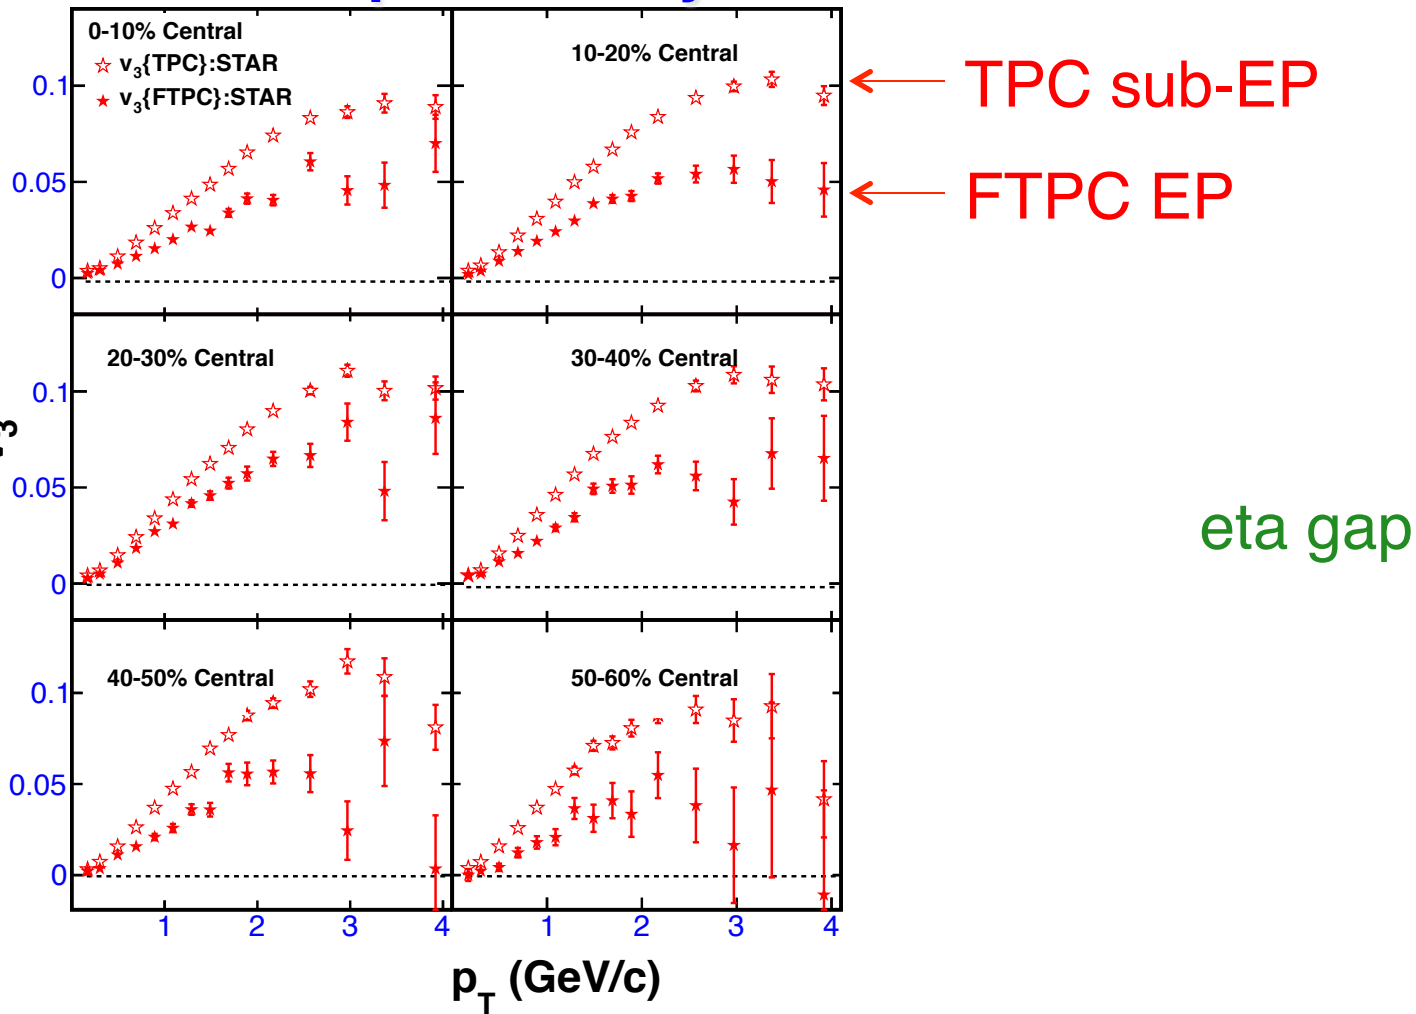 0-10% Central
v3{TPC}:STAR
v3{FTPC}:STAR
10-20% Central
TPC sub-EP
FTPC EP
0.1
0.05
0
20-30% Central
30-40% Central
0.1
0.05
0
eta gap
40-50% Central
50-60% Central
0.1
0.05
0
1 2 3 4 1 2 3 4
pT (GeV/c)